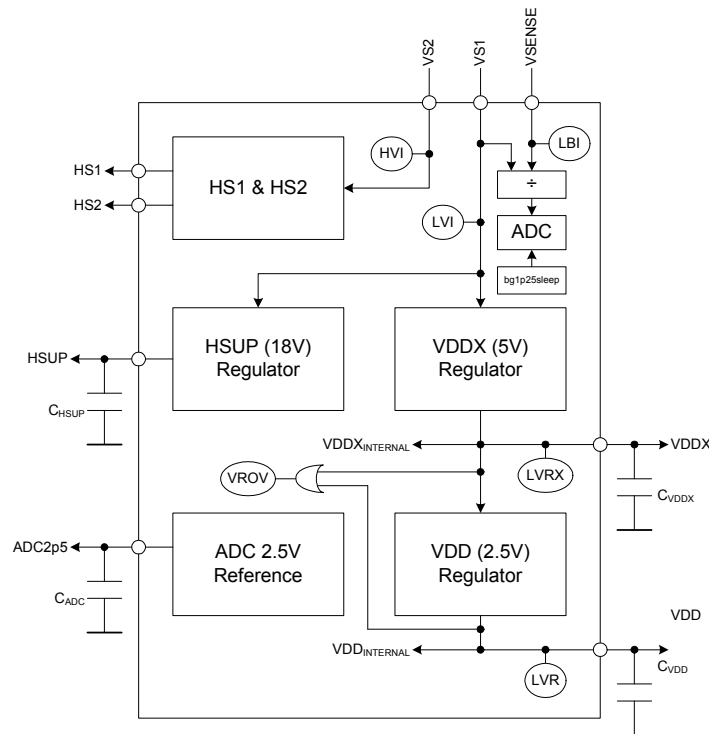 VS2
VS1
VSENSE
HVI
LBI
HS1
HS1 & HS2
÷
HS2
LVI
ADC
bg1p25sleep
HSUP (18V)
Regulator
VDDX (5V)
Regulator
HSUP
CHSUP
VDDXINTERNAL
VDDX
VROV
LVRX
CVDDX
ADC2p5
ADC 2.5V
Reference
VDD (2.5V)
Regulator
CADC
VDD
VDDINTERNAL
LVR
CVDD